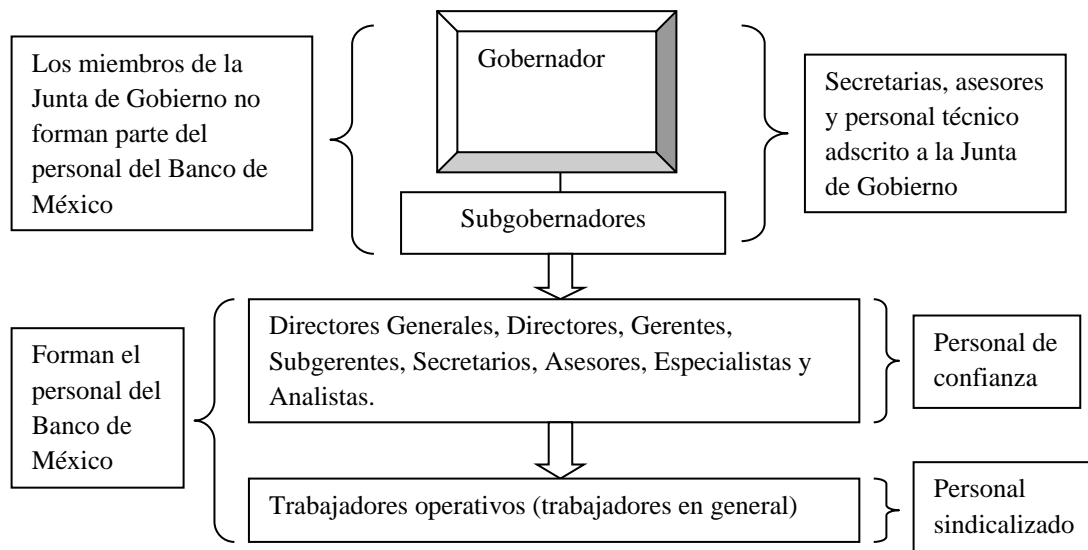 Los miembros de la
Junta de Gobierno no
forman parte del
personal del Banco de
México
Gobernador
Secretarias, asesores
y personal técnico
adscrito a la Junta
de Gobierno
Subgobernadores
Forman el
personal del
Banco de
México
Directores Generales, Directores, Gerentes,
Subgerentes, Secretarios, Asesores, Especialistas y
Analistas.
Personal de
confianza
Trabajadores operativos (trabajadores en general)
Personal
sindicalizado